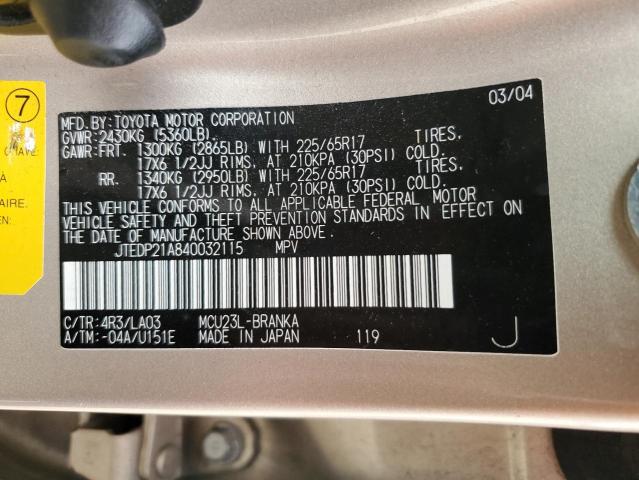 7
À
AIRE.
EN:
03/04
MFD.BY:TOYOTA MOTOR CORPORATION
GVWR:2430KG (5360LB)
GAWR:FRT. 1300KG (2865LB) WITH 225/65R17 TIRES.
17X6 1/2JJ RIMS, AT 210KPA (30PSI) COLD.
RR. 1340KG (2950LB) WITH 225/65R17 TIRES.
17X6 1/2JJ RIMS, AT 210KPA (30PSI) COLD.
THIS VEHICLE CONFORMS TO ALL APPLICABLE FEDERAL MOTOR
VEHICLE SAFETY AND THEFT PREVENTION STANDARDS IN EFFECT ON
THE DATE OF MANUFACTURE SHOWN ABOVE.
JTEDP21A840032115 MPV
C/TR:4R3/LA03 MCU23L-BRANKA
A/TM:-04A/U151E MADE IN JAPAN 119 J